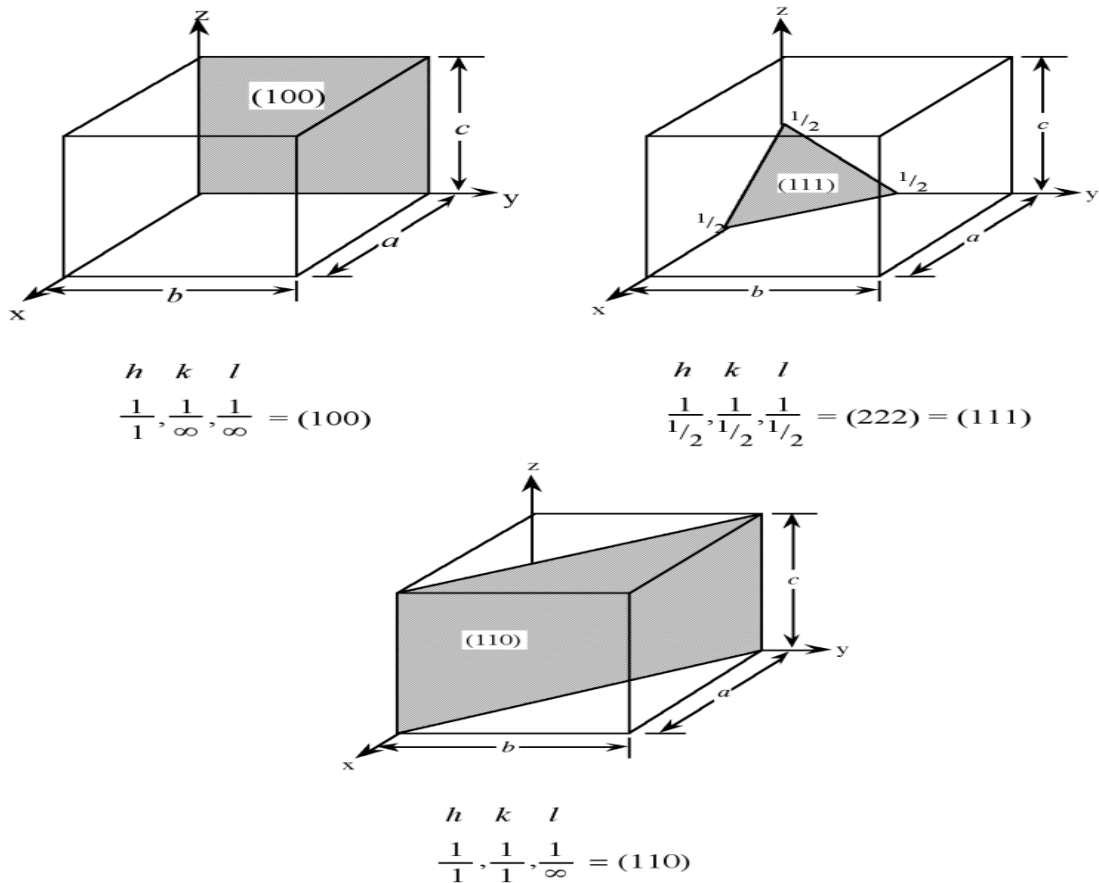 z
(100)
c
y
a
b
x
h k l
1/1 , 1/∞ , 1/∞ = (100)
z
1/2
c
(111)
1/2
y
1/2
a
b
x
h k l
1/1/2 , 1/1/2 , 1/1/2 = (222) = (111)
z
c
(110)
y
a
b
x
h k l
1/1 , 1/1 , 1/∞ = (110)